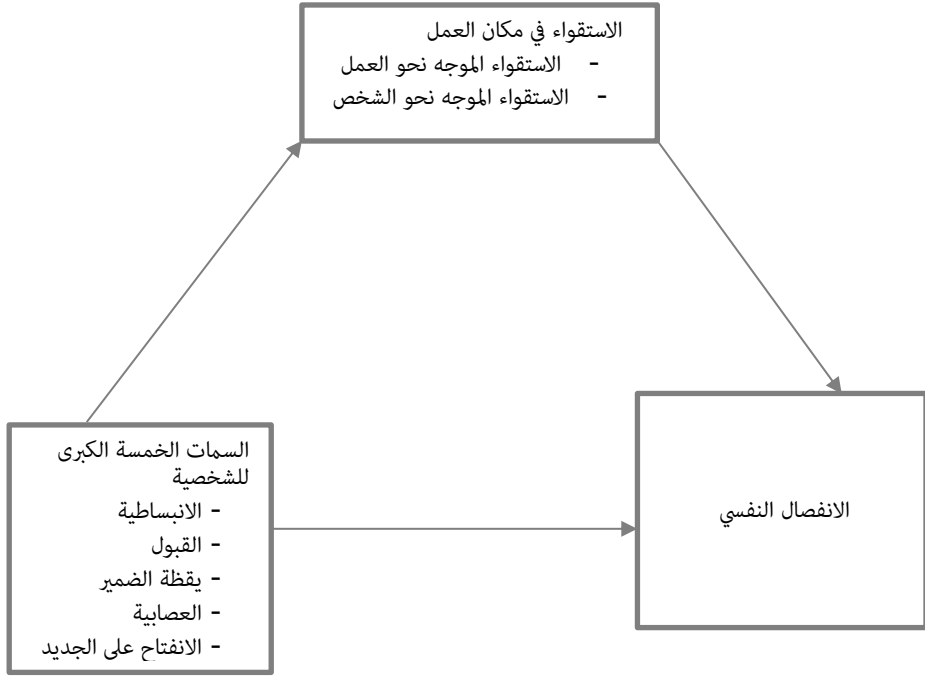 الاستقواء في مكان العمل
- الاستقواء الموجه نحو العمل
- الاستقواء الموجه نحو الشخص
السمات الخمسة الكبرى
للشخصية
- الانبساطية
- القبول
- يقظة الضمير
- العصابية
- الانفتاح على الجديد
الانفصال النفسي